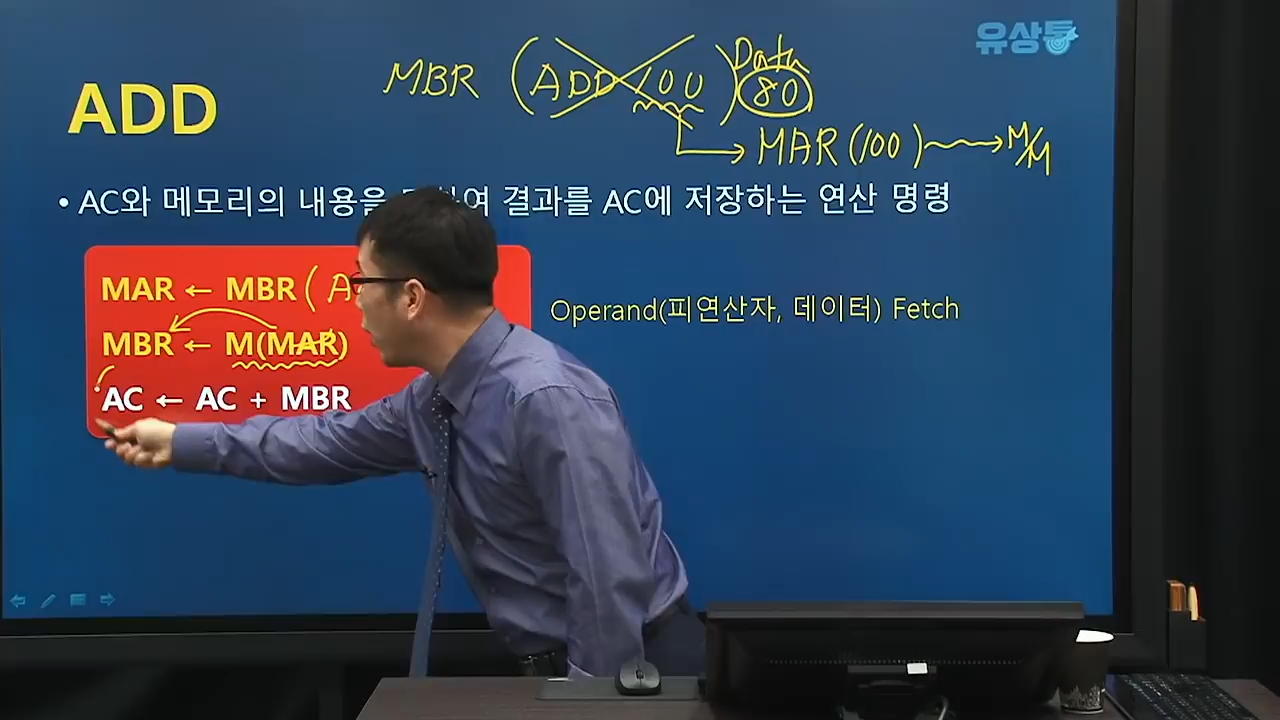 유상통
MBR (ADD 100) Data
80
ADD
MAR (100) → M/M
• AC와 메모리의 내용을 여 결과를 AC에 저장하는 연산 명령
MAR ← MBR ( A
Operand(피연산자, 데이터) Fetch
MBR ← M(MAR)
AC ← AC + MBR